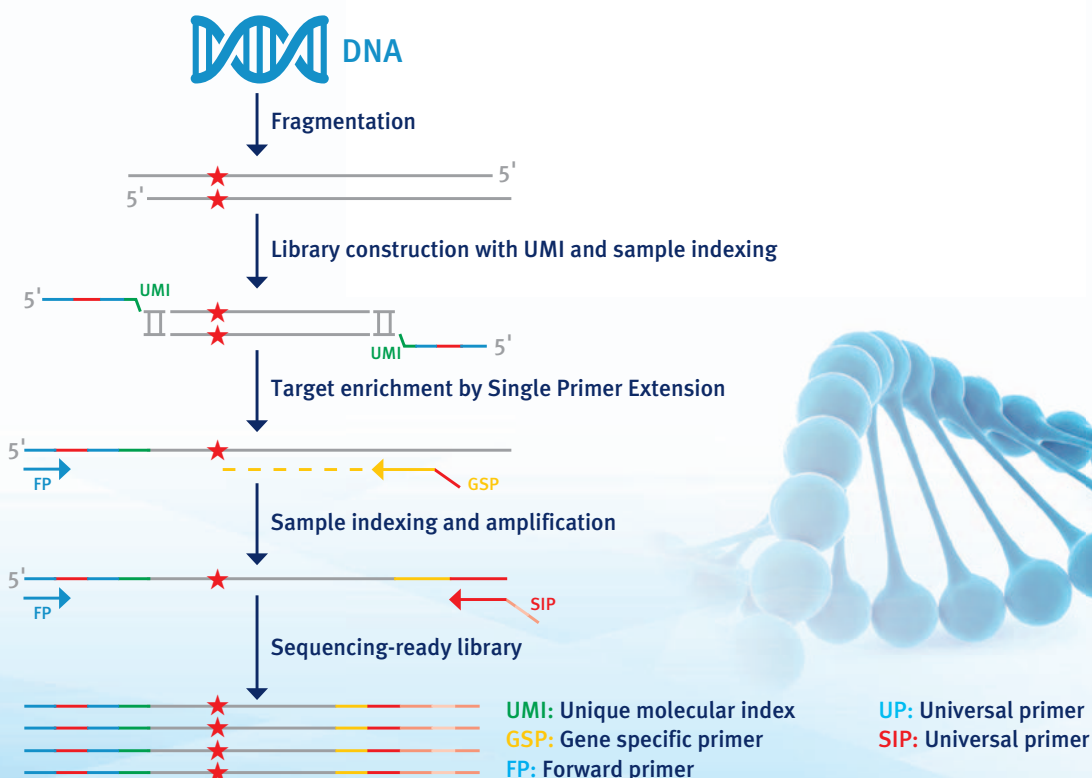 DNA
Fragmentation
5'
5'
Library construction with UMI and sample indexing
5'
UMI
UMI
5'
Target enrichment by Single Primer Extension
5'
FP
GSP
Sample indexing and amplification
5'
FP
SIP
Sequencing-ready library
UMI: Unique molecular index
GSP: Gene specific primer
FP: Forward primer
UP: Universal primer
SIP: Universal primer